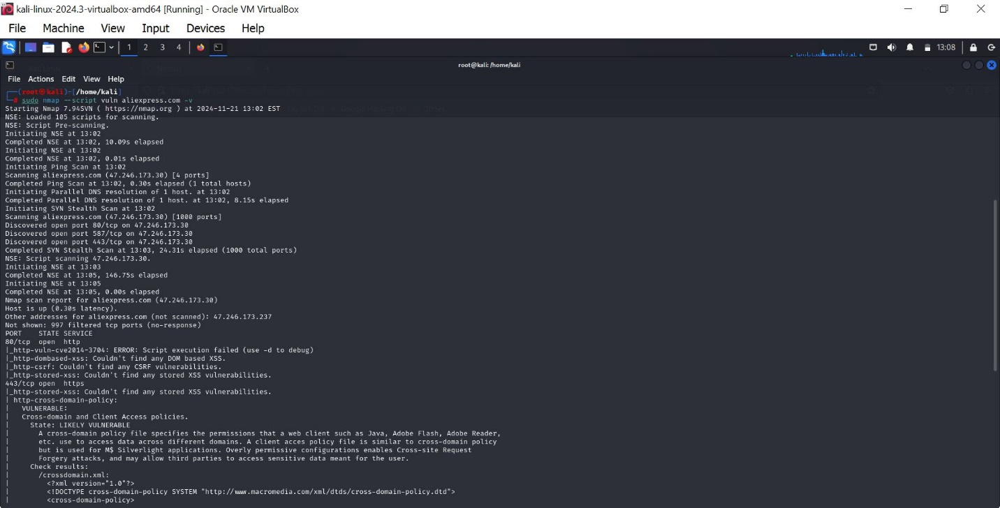 kali-linux-2024.3-virtualbox-amd64 [Running] - Oracle VM VirtualBox
File Machine View Input Devices Help
1 2 3 4 13:08
root@kali: /home/kali
File Actions Edit View Help
(root㉿kali)-[/home/kali]
# sudo nmap --script vuln aliexpress.com -v
Starting Nmap 7.94SVN ( https://nmap.org ) at 2024-11-21 13:02 EST
NSE: Loaded 105 scripts for scanning.
NSE: Script Pre-scanning.
Initiating NSE at 13:02
Completed NSE at 13:02, 10.09s elapsed
Initiating NSE at 13:02
Completed NSE at 13:02, 0.01s elapsed
Initiating Ping Scan at 13:02
Scanning aliexpress.com (47.246.173.30) [4 ports]
Completed Ping Scan at 13:02, 0.30s elapsed (1 total hosts)
Initiating Parallel DNS resolution of 1 host. at 13:02
Completed Parallel DNS resolution of 1 host. at 13:02, 8.15s elapsed
Initiating SYN Stealth Scan at 13:02
Scanning aliexpress.com (47.246.173.30) [1000 ports]
Discovered open port 80/tcp on 47.246.173.30
Discovered open port 587/tcp on 47.246.173.30
Discovered open port 443/tcp on 47.246.173.30
Completed SYN Stealth Scan at 13:03, 24.31s elapsed (1000 total ports)
NSE: Script scanning 47.246.173.30.
Initiating NSE at 13:03
Completed NSE at 13:05, 146.75s elapsed
Initiating NSE at 13:05
Completed NSE at 13:05, 0.00s elapsed
Nmap scan report for aliexpress.com (47.246.173.30)
Host is up (0.30s latency).
Other addresses for aliexpress.com (not scanned): 47.246.173.237
Not shown: 997 filtered tcp ports (no-response)
PORT STATE SERVICE
80/tcp open http
|_http-vuln-cve2014-3704: ERROR: Script execution failed (use -d to debug)
|_http-dombased-xss: Couldn't find any DOM based XSS.
|_http-csrf: Couldn't find any CSRF vulnerabilities.
|_http-stored-xss: Couldn't find any stored XSS vulnerabilities.
443/tcp open https
|_http-stored-xss: Couldn't find any stored XSS vulnerabilities.
| http-cross-domain-policy:
| VULNERABLE:
| Cross-domain and Client Access policies.
| State: LIKELY VULNERABLE
| A cross-domain policy file specifies the permissions that a web client such as Java, Adobe Flash, Adobe Reader,
| etc. use to access data across different domains. A client acces policy file is similar to cross-domain policy
| but is used for M$ Silverlight applications. Overly permissive configurations enables Cross-site Request
| Forgery attacks, and may allow third parties to access sensitive data meant for the user.
| Check results:
| /crossdomain.xml:
| <?xml version="1.0"?>
| <!DOCTYPE cross-domain-policy SYSTEM "http://www.macromedia.com/xml/dtds/cross-domain-policy.dtd">
| <cross-domain-policy>